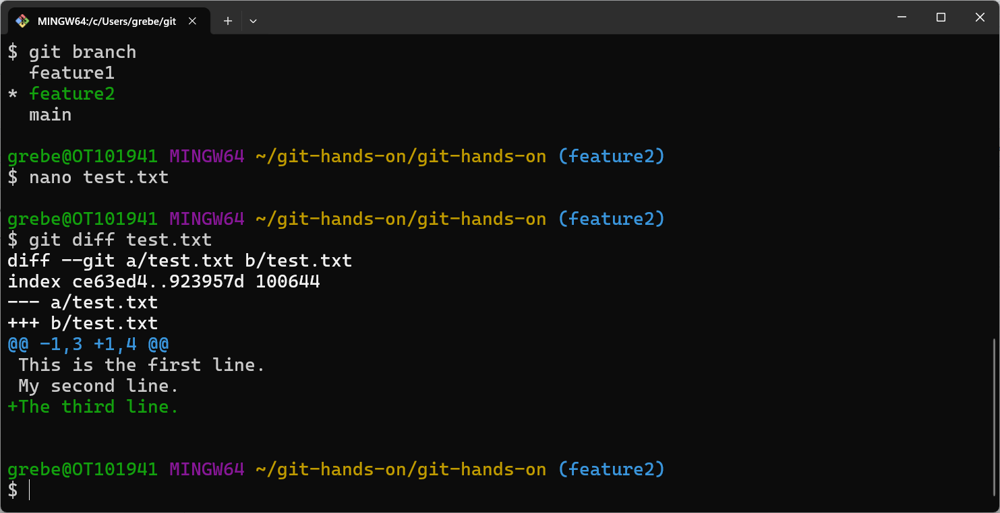 MINGW64:/c/Users/grebe/git
$ git branch
  feature1
* feature2
  main

grebe@OT101941 MINGW64 ~/git-hands-on/git-hands-on (feature2)
$ nano test.txt

grebe@OT101941 MINGW64 ~/git-hands-on/git-hands-on (feature2)
$ git diff test.txt
diff --git a/test.txt b/test.txt
index ce63ed4..923957d 100644
--- a/test.txt
+++ b/test.txt
@@ -1,3 +1,4 @@
 This is the first line.
 My second line.
+The third line.

grebe@OT101941 MINGW64 ~/git-hands-on/git-hands-on (feature2)
$